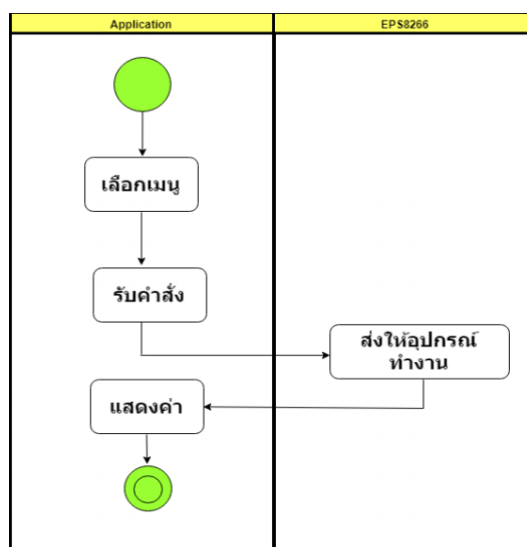 Application
EPS8266
เลือกเมนู
รับคำสั่ง
ส่งให้อุปกรณ์
ทำงาน
แสดงค่า